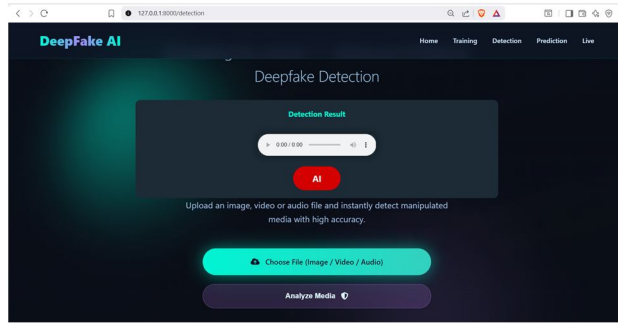 127.0.0.1:8000/detection
DeepFake AI
Home Training Detection Prediction Live
Deepfake Detection
Detection Result
0:00 / 0:00
AI
Upload an image, video or audio file and instantly detect manipulated
media with high accuracy.
Choose File (Image / Video / Audio)
Analyze Media